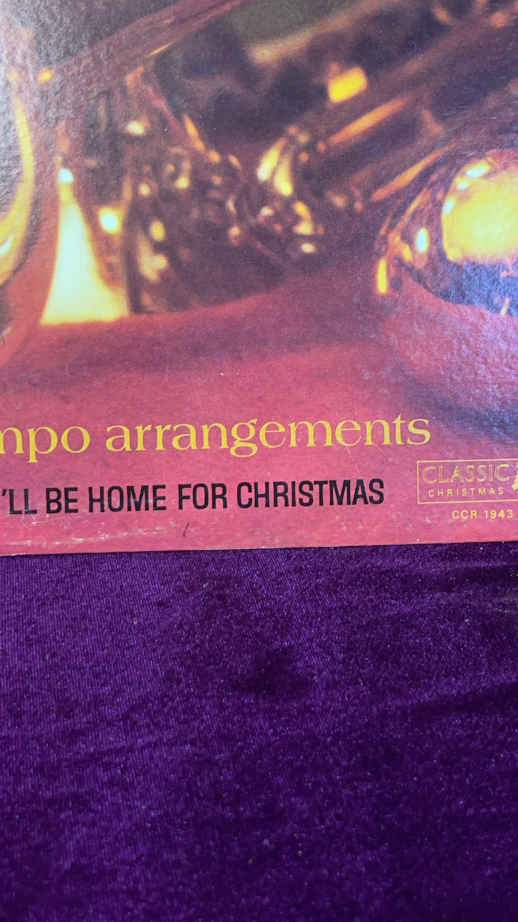 mpo arrangements
'LL BE HOME FOR CHRISTMAS
CLASSIC
CHRISTMAS
CCR 1943